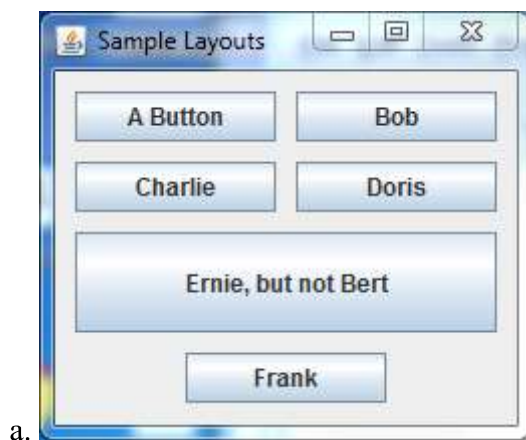 Sample Layouts
A Button Bob
Charlie Doris
Ernie, but not Bert
Frank
a.